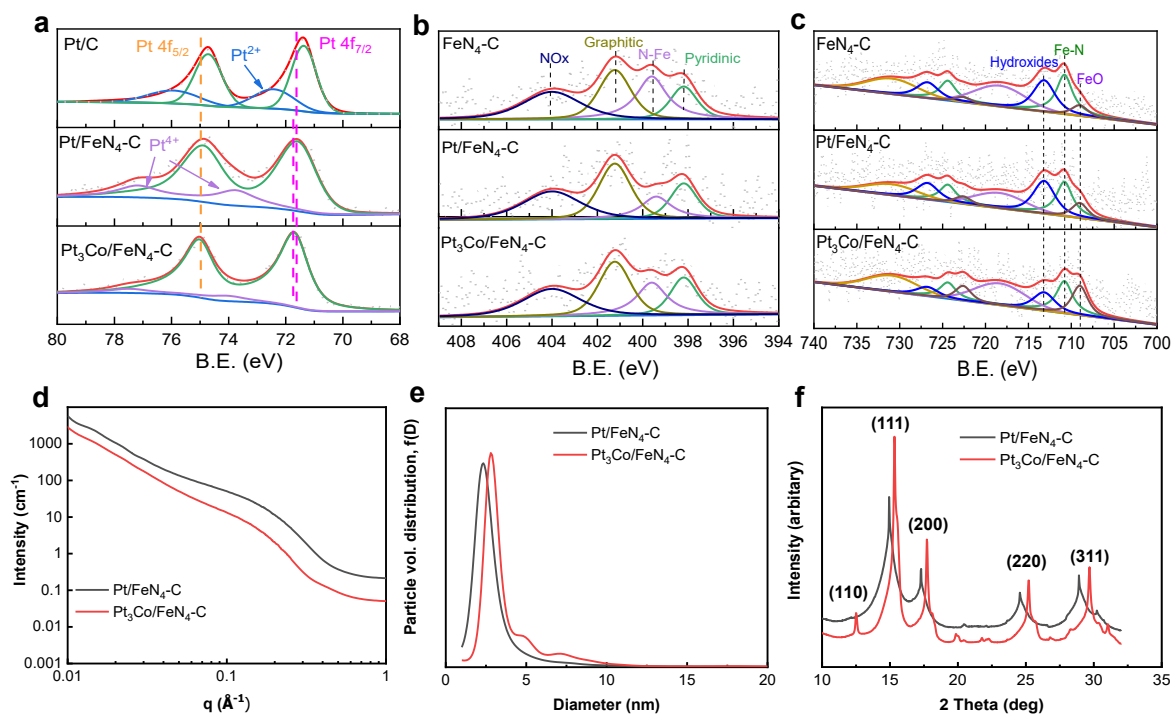 a
Pt/C
Pt 4f5/2
Pt2+
Pt 4f7/2
Pt/FeN4-C
Pt4+
Pt3Co/FeN4-C
80 78 76 74 72 70 68
B.E. (eV)
b
FeN4-C
NOx
Graphitic
N-Fe
Pyridinic
Pt/FeN4-C
Pt3Co/FeN4-C
408 406 404 402 400 398 396 394
B.E. (eV)
c
FeN4-C
Fe-N
Hydroxides
FeO
Pt/FeN4-C
Pt3Co/FeN4-C
740 735 730 725 720 715 710 705 700
B.E. (eV)
d
Intensity (cm-1)
1000
100
10
1
0.1
0.01
0.001
Pt/FeN4-C
Pt3Co/FeN4-C
0.01 0.1 1
q (Å-1)
e
Particle vol. distribution, f(D)
Pt/FeN4-C
Pt3Co/FeN4-C
0 5 10 15 20
Diameter (nm)
f
Intensity (arbitary)
(111)
Pt/FeN4-C
Pt3Co/FeN4-C
(200)
(220)
(311)
(110)
10 15 20 25 30 35
2 Theta (deg)